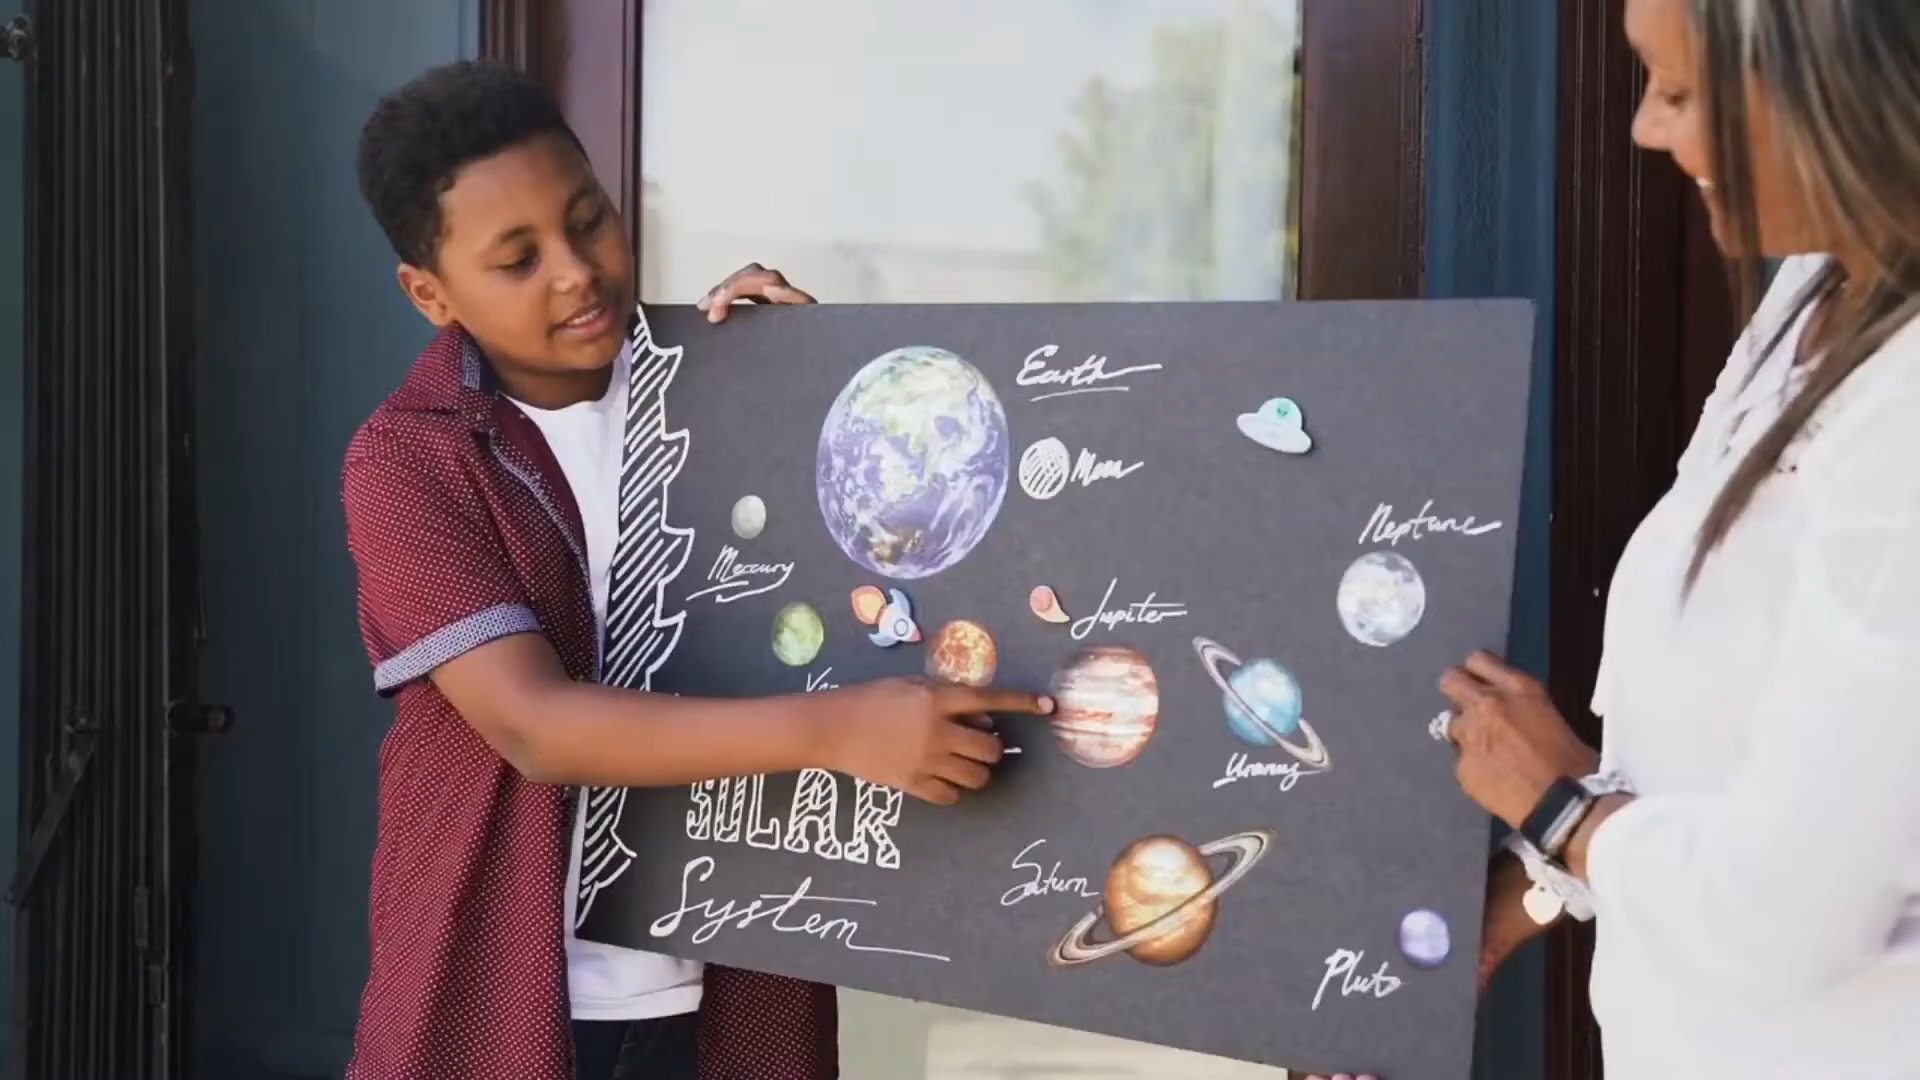 Earth
Moon
Neptune
Mercury
Jupiter
Uranus
SOLAR
System
Saturn
Pluto